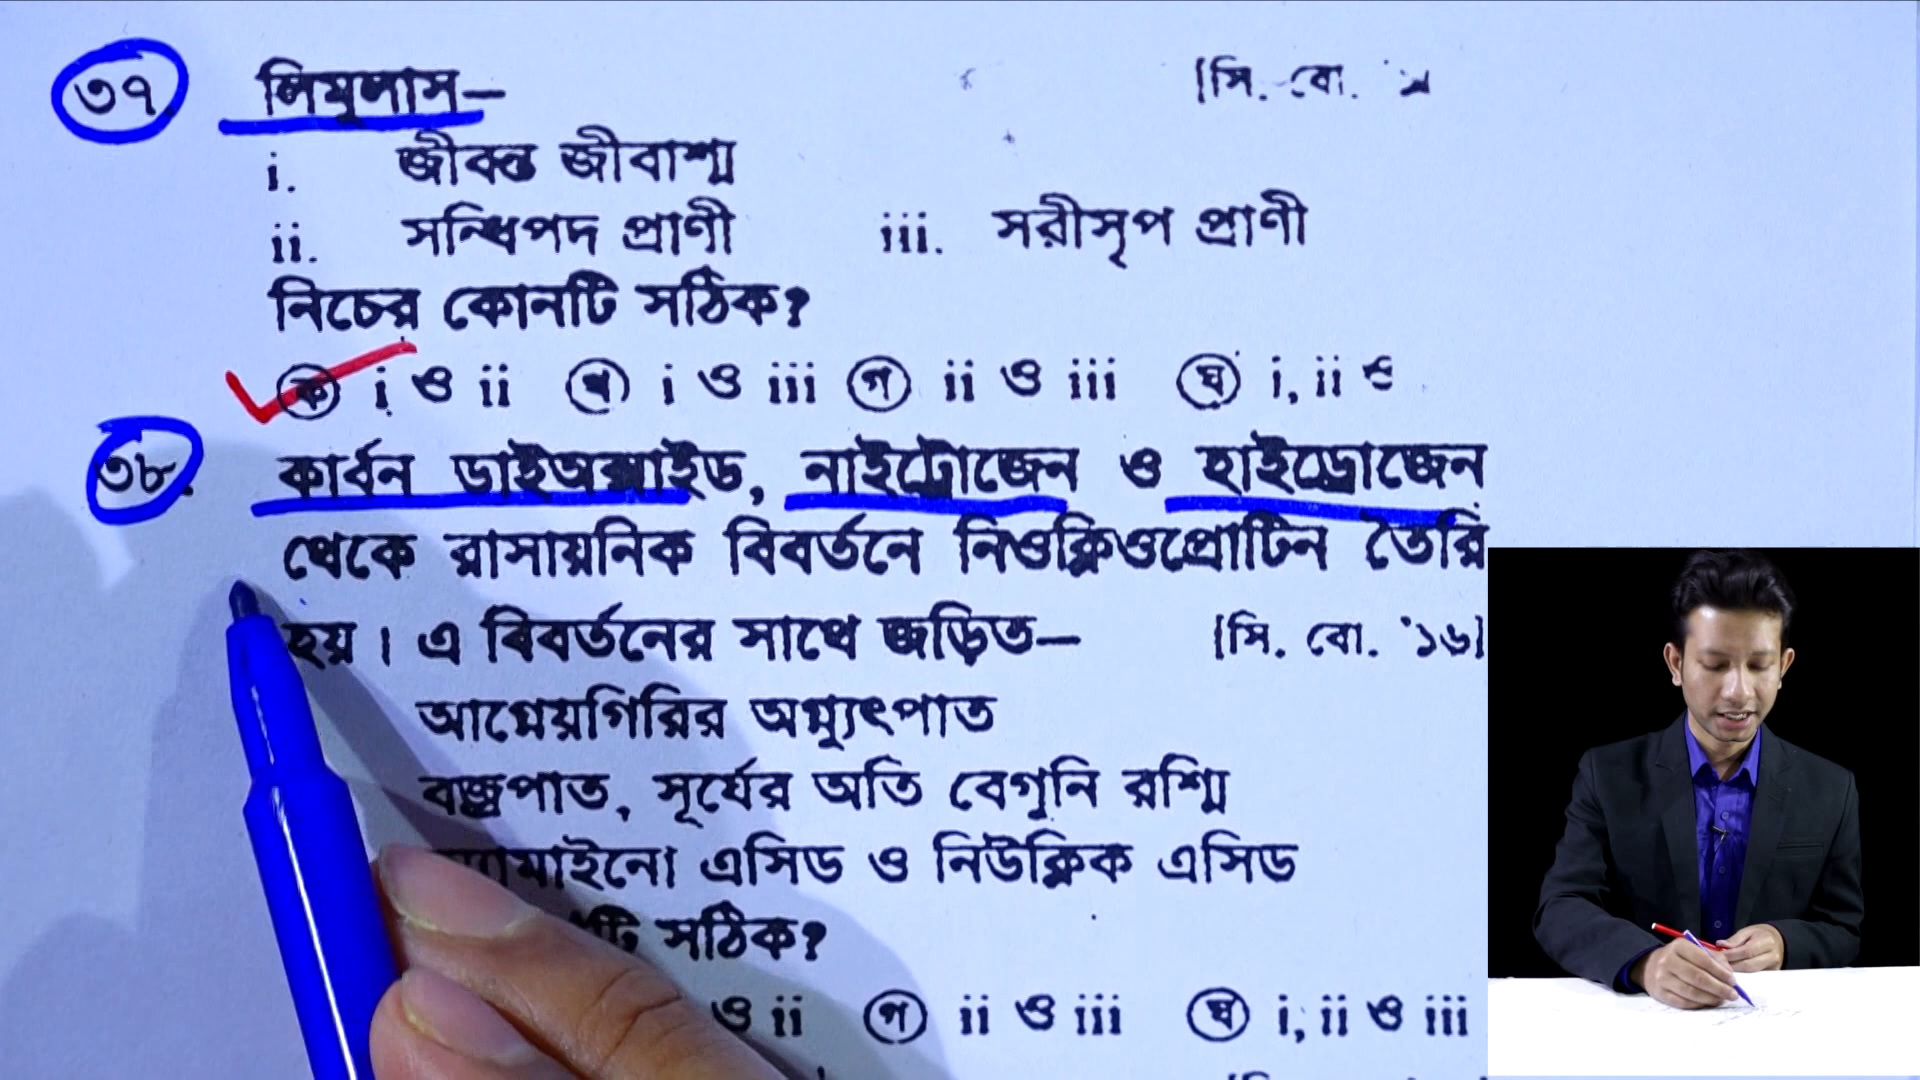 ৩৭ লিমুলাস— [সি. বো.
i. জীবন্ত জীবাশ্ম
ii. সন্ধিপদ প্রাণী iii. সরীসৃপ প্রাণী
নিচের কোনটি সঠিক?
ক i ও ii খ i ও iii গ ii ও iii ঘ i, ii ও
৩৮. কার্বন ডাইঅক্সাইড, নাইট্রোজেন ও হাইড্রোজেন
থেকে রাসায়নিক বিবর্তনে নিওক্লিওপ্রোটিন তৈরি
হয়। এ বিবর্তনের সাথে জড়িত— [সি. বো. '১৬]
আগ্নেয়গিরির অগ্ন্যুৎপাত
বজ্রপাত, সূর্যের অতি বেগুনি রশ্মি
এসিড ও নিউক্লিক এসিড
সঠিক?
ও ii গ ii ও iii ঘ i, ii ও iii